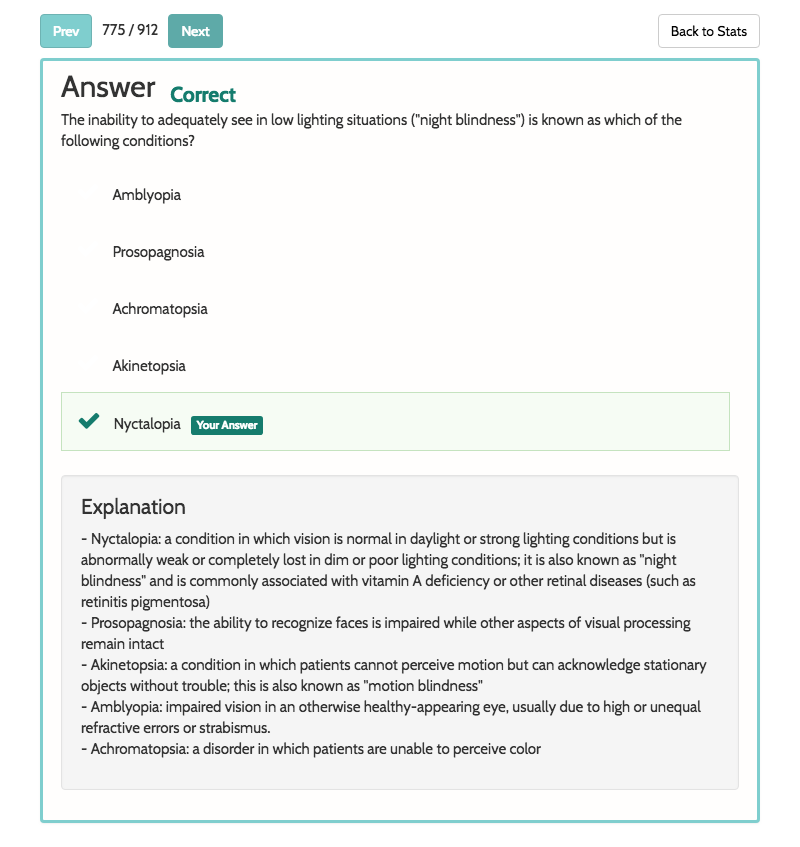 Prev 775 / 912 Next Back to Stats
Answer Correct
The inability to adequately see in low lighting situations ("night blindness") is known as which of the
following conditions?
Amblyopia
Prosopagnosia
Achromatopsia
Akinetopsia
Nyctalopia Your Answer
Explanation
- Nyctalopia: a condition in which vision is normal in daylight or strong lighting conditions but is
abnormally weak or completely lost in dim or poor lighting conditions; it is also known as "night
blindness" and is commonly associated with vitamin A deficiency or other retinal diseases (such as
retinitis pigmentosa)
- Prosopagnosia: the ability to recognize faces is impaired while other aspects of visual processing
remain intact
- Akinetopsia: a condition in which patients cannot perceive motion but can acknowledge stationary
objects without trouble; this is also known as "motion blindness"
- Amblyopia: impaired vision in an otherwise healthy-appearing eye, usually due to high or unequal
refractive errors or strabismus.
- Achromatopsia: a disorder in which patients are unable to perceive color